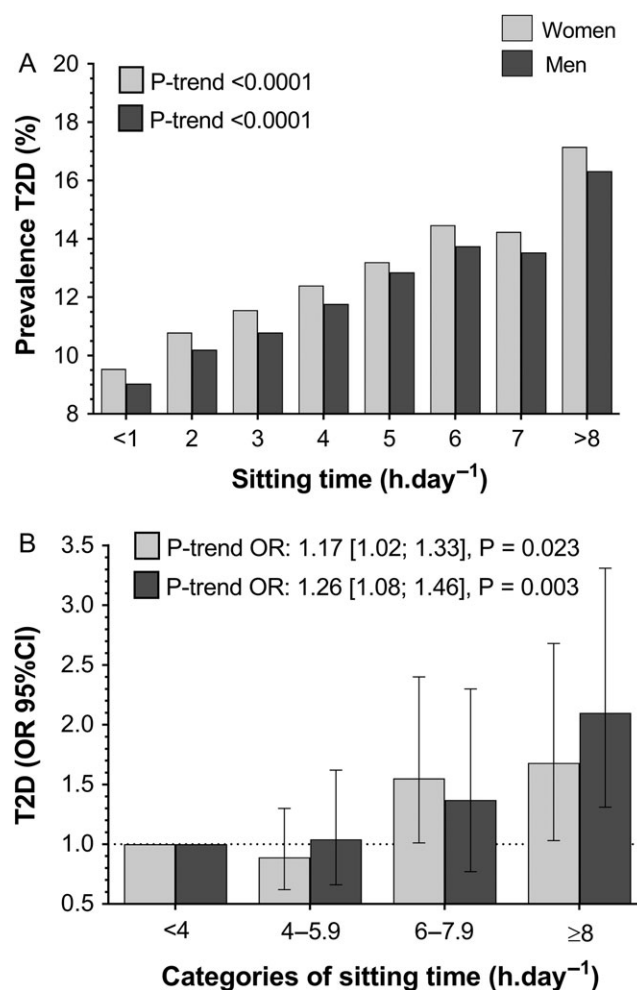 Women
Men
A
P-trend <0.0001
P-trend <0.0001
Prevalence T2D (%)
20
18
16
14
12
10
8
<1 2 3 4 5 6 7 >8
Sitting time (h.day⁻¹)
B
P-trend OR: 1.17 [1.02; 1.33], P = 0.023
P-trend OR: 1.26 [1.08; 1.46], P = 0.003
T2D (OR 95%CI)
3.5
3.0
2.5
2.0
1.5
1.0
0.5
<4 4–5.9 6–7.9 ≥8
Categories of sitting time (h.day⁻¹)